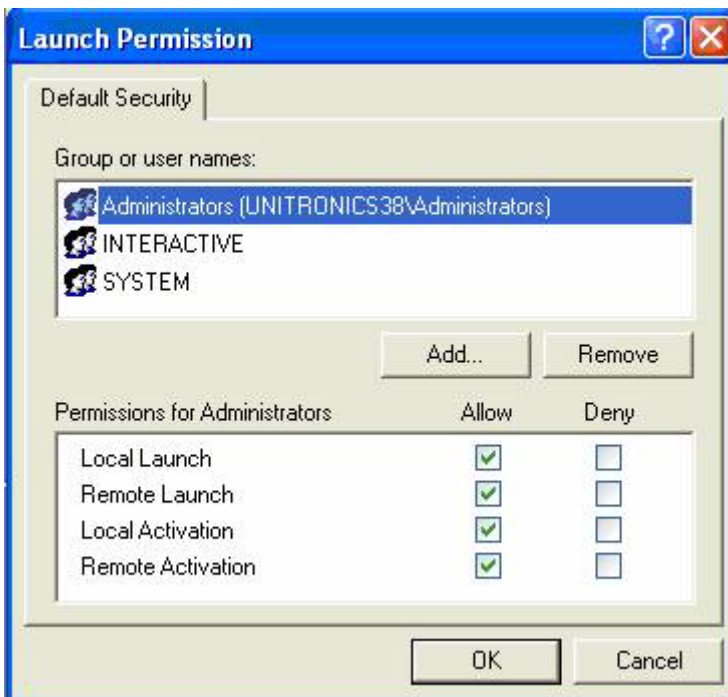 Launch Permission
Default Security
Group or user names:
Administrators (UNITRONICS38\Administrators)
INTERACTIVE
SYSTEM
Add... Remove
Permissions for Administrators Allow Deny
Local Launch
Remote Launch
Local Activation
Remote Activation
OK Cancel